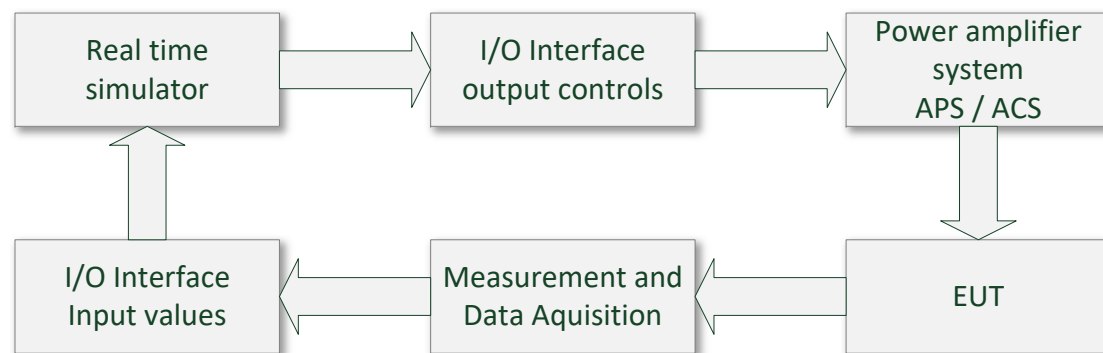 Real time
simulator
I/O Interface
output controls
Power amplifier
system
APS / ACS
I/O Interface
Input values
Measurement and
Data Aquisition
EUT